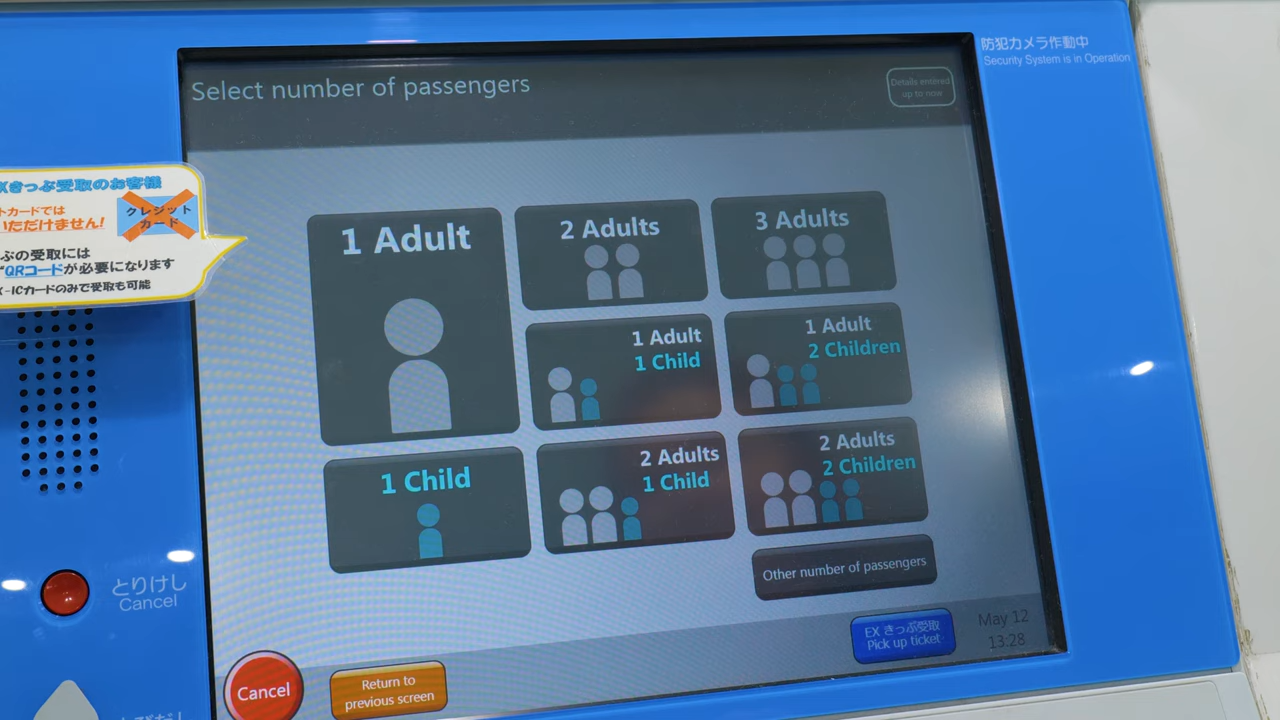 Select number of passengers
Details entered
up to now
防犯カメラ作動中
Security System is in Operation
きっぷ受取のお客様
トカードでは
いただけません!
クレジット
カード
ぷの受取には
QRコードが必要になります
-ICカードのみで受取も可能
1 Adult
2 Adults
3 Adults
1 Adult
1 Child
1 Adult
2 Children
1 Child
2 Adults
1 Child
2 Adults
2 Children
Other number of passengers
とりけし
Cancel
EX きっぷ受取
Pick up ticket
May 12
13:28
Cancel
Return to
previous screen